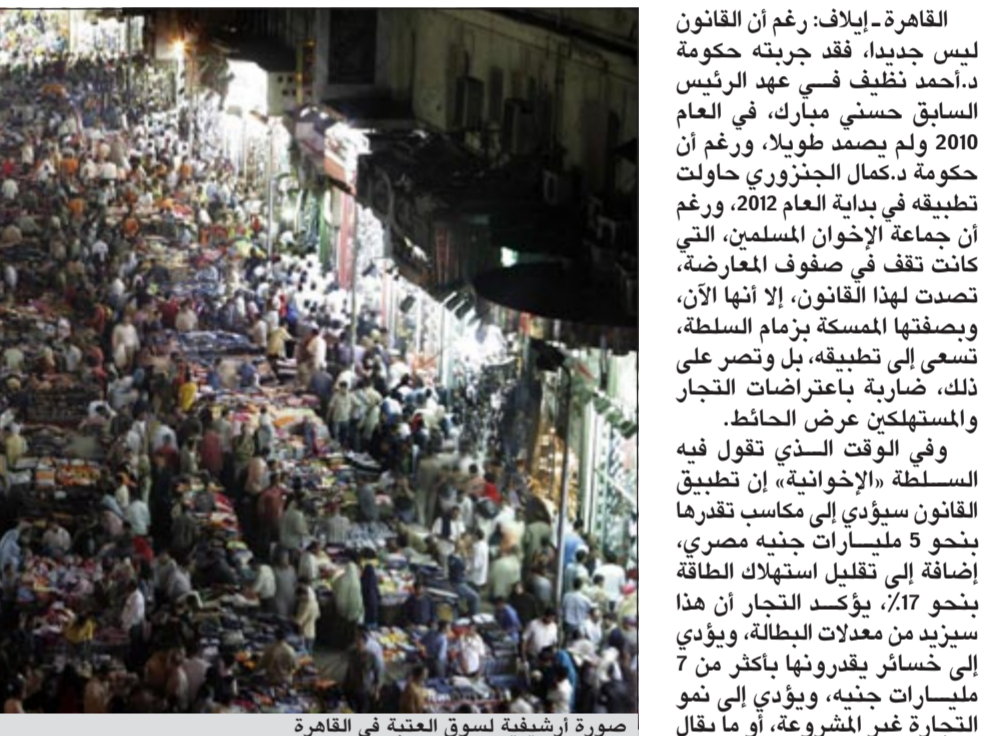 القاهرة ـ إيلاف: رغم أن القانون
ليس جديدا، فقد جربته حكومة
د.أحمد نظيف فـــي عهد الرئيس
السابق حسني مبارك، في العام
2010 ولم يصمد طويلا، ورغم أن
حكومة د.كمال الجنزوري حاولت
تطبيقه في بداية العام 2012، ورغم
أن جماعة الإخوان المسلمين، التي
كانت تقف في صفوف المعارضة،
تصدت لهذا القانون، إلا أنها الآن،
وبصفتها الممسكة بزمام السلطة،
تسعى إلى تطبيقه، بل وتصر على
ذلك، ضاربة باعتراضات التجار
والمستهلكين عرض الحائط.
وفي الوقت الـــذي تقول فيه
الســـلطة «الإخوانية» إن تطبيق
القانون سيؤدي إلى مكاسب تقدرها
بنحو 5 مليـــارات جنيه مصري،
إضافة إلى تقليل استهلاك الطاقة
بنحو 17٪، يؤكـــد التجار أن هذا
سيزيد من معدلات البطالة، ويؤدي
إلى خسائر يقدرونها بأكثر من 7
مليـــارات جنيه، ويؤدي إلى نمو
التجارة غير المشروعة، أو ما يقال
صورة أرشيفية لسوق العتبة في القاهرة